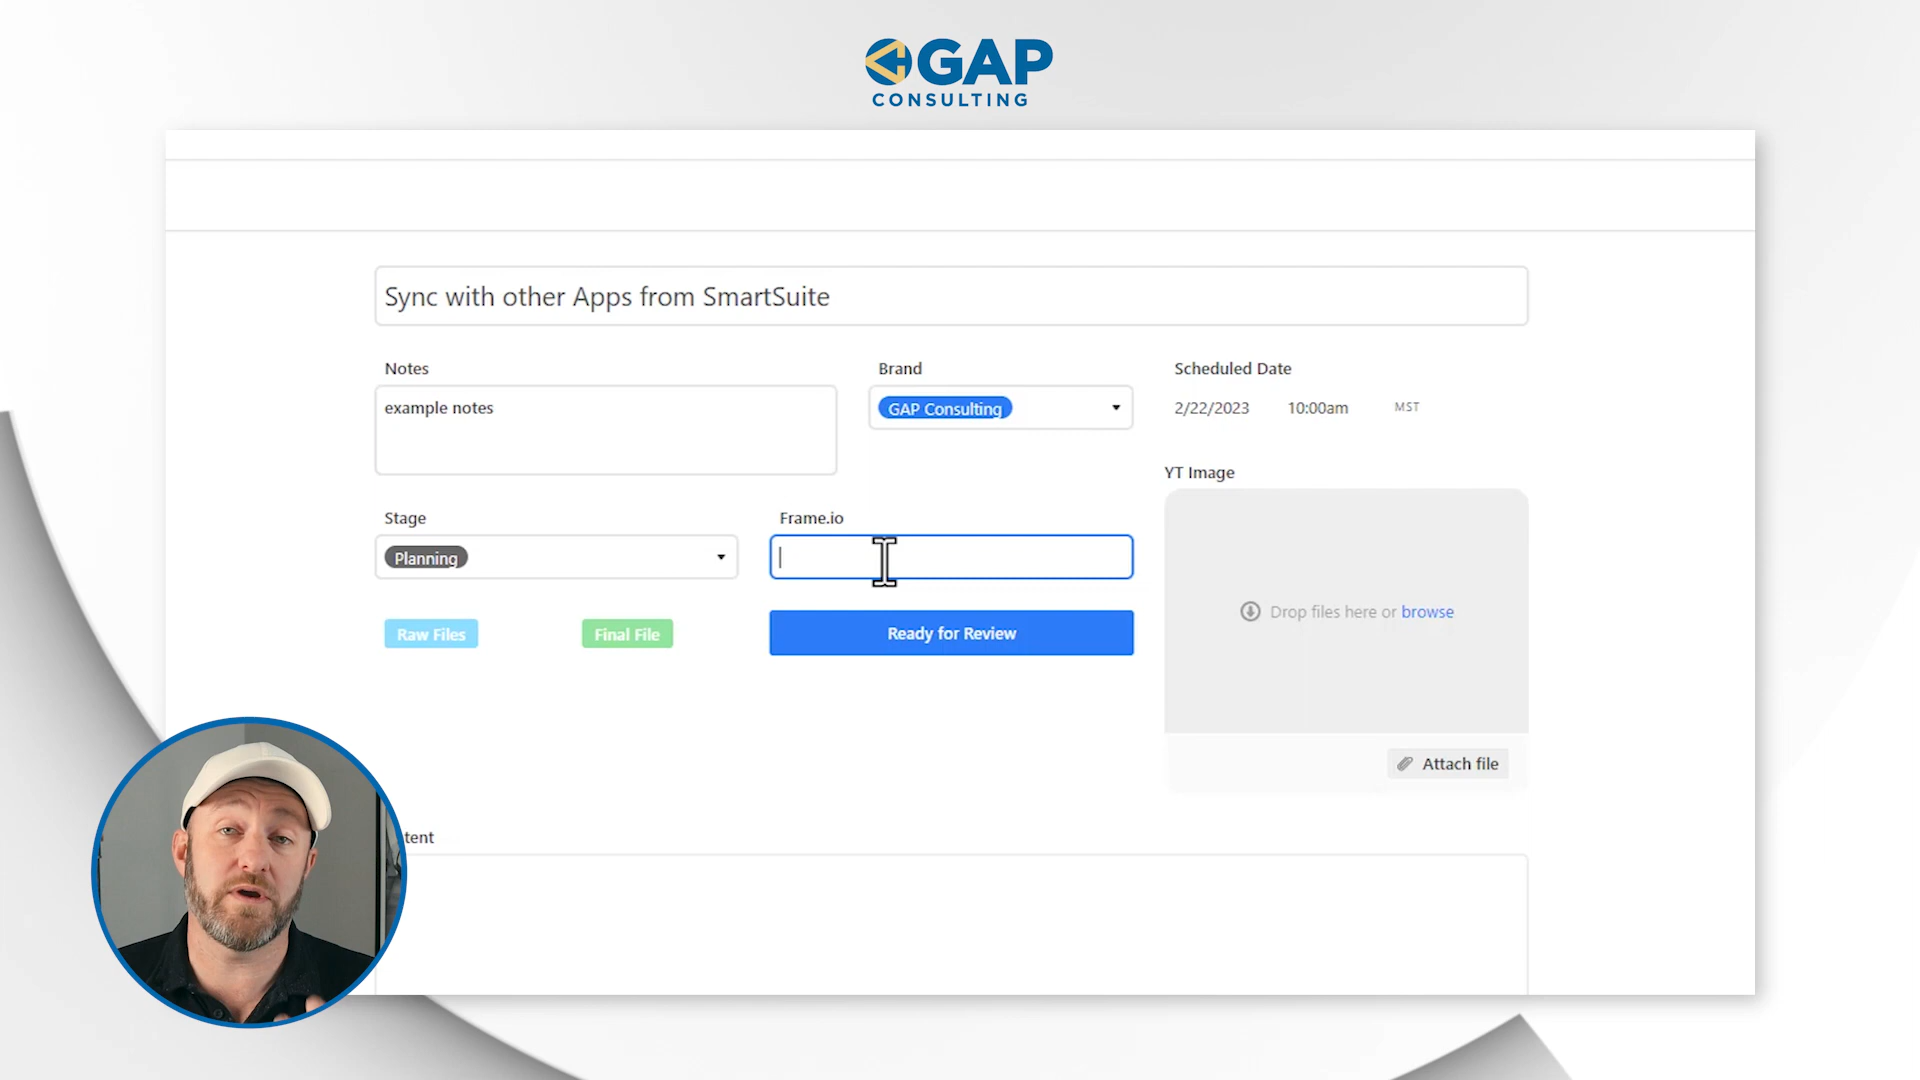 GAP
CONSULTING
Sync with other Apps from SmartSuite
Notes
Brand
Scheduled Date
example notes
GAP Consulting
2/22/2023 10:00am MST
YT Image
Stage
Frame.io
Planning
Drop files here or browse
Raw Files
Final File
Ready for Review
Attach file
tent